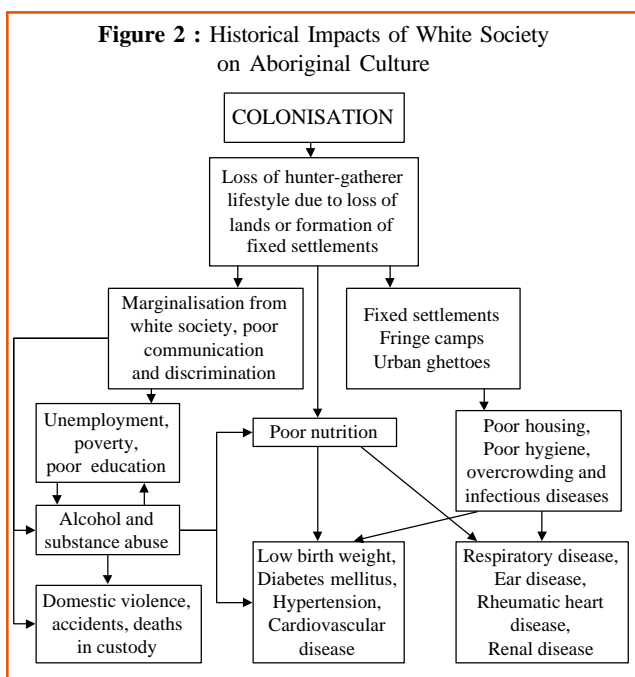 Figure 2 : Historical Impacts of White Society
on Aboriginal Culture
COLONISATION
Loss of hunter-gatherer
lifestyle due to loss of
lands or formation of
fixed settlements
Marginalisation from
white society, poor
communication
and discrimination
Fixed settlements
Fringe camps
Urban ghettoes
Unemployment,
poverty,
poor education
Poor nutrition
Poor housing,
Poor hygiene,
overcrowding and
infectious diseases
Alcohol and
substance abuse
Domestic violence,
accidents, deaths
in custody
Low birth weight,
Diabetes mellitus,
Hypertension,
Cardiovascular
disease
Respiratory disease,
Ear disease,
Rheumatic heart
disease,
Renal disease